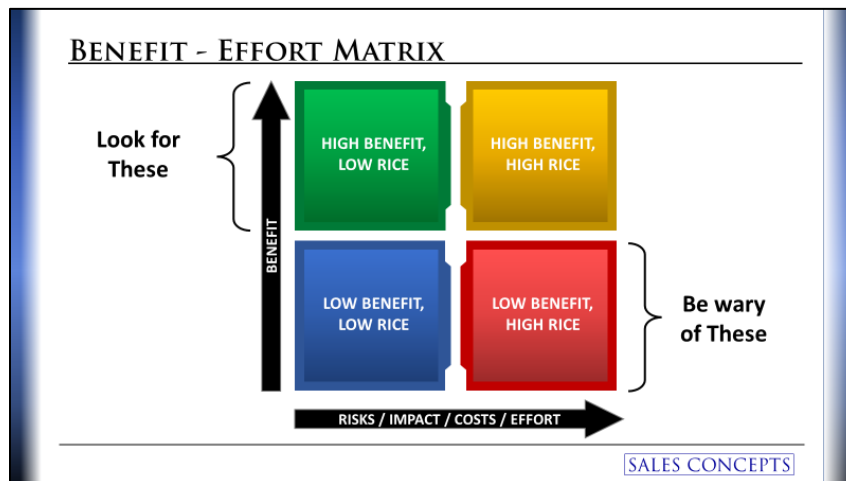 BENEFIT - EFFORT MATRIX
Look for
These
BENEFIT
HIGH BENEFIT,
LOW RICE
HIGH BENEFIT,
HIGH RICE
LOW BENEFIT,
LOW RICE
LOW BENEFIT,
HIGH RICE
Be wary
of These
RISKS / IMPACT / COSTS / EFFORT
SALES CONCEPTS